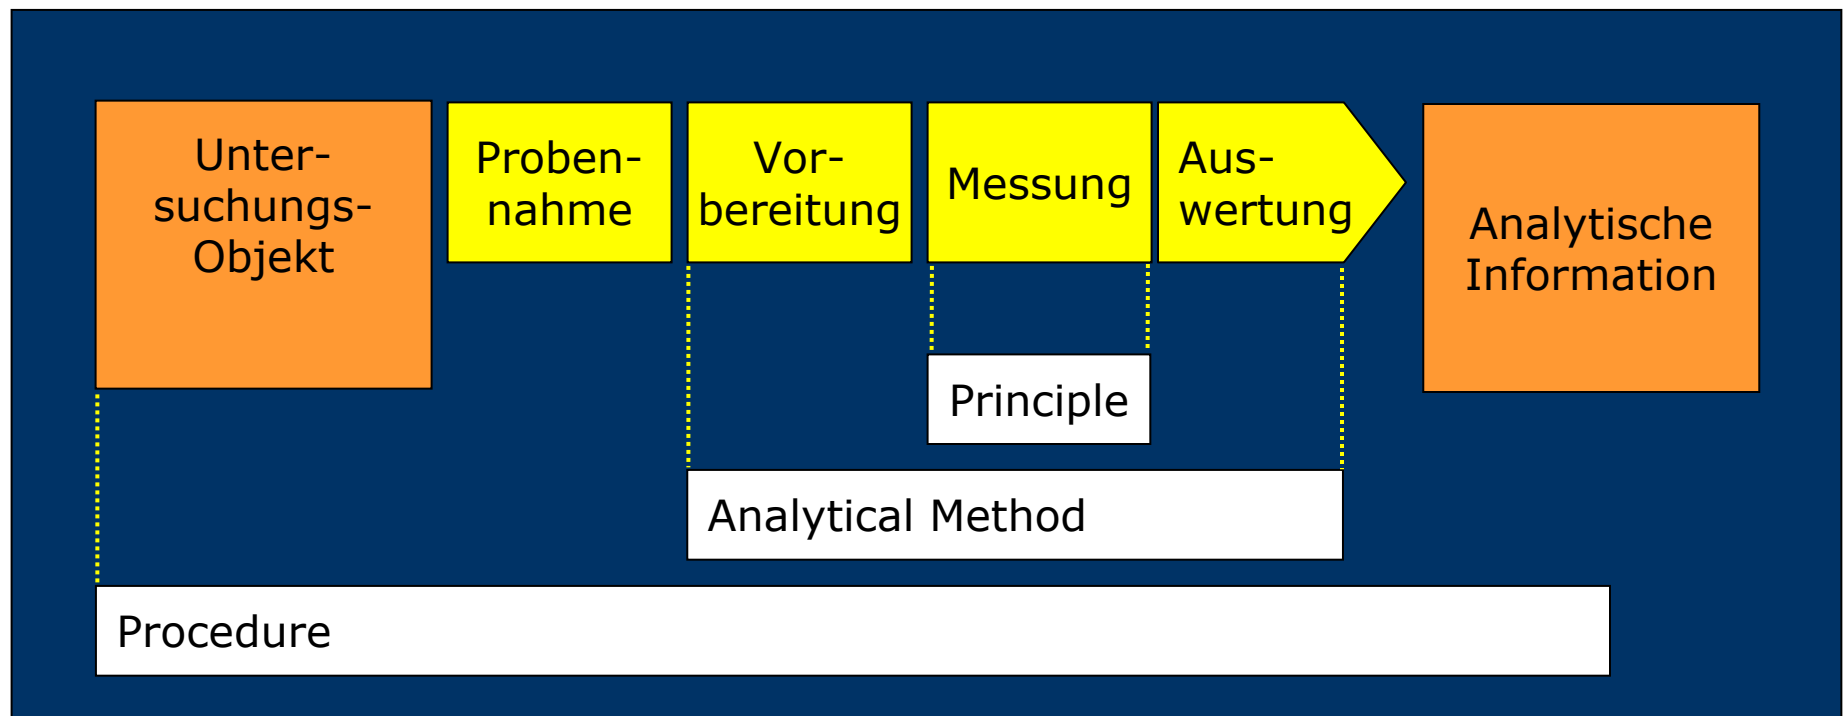 Unter-
suchungs-
Objekt
Proben-
nahme
Vor-
bereitung
Messung
Aus-
wertung
Analytische
Information
Principle
Analytical Method
Procedure